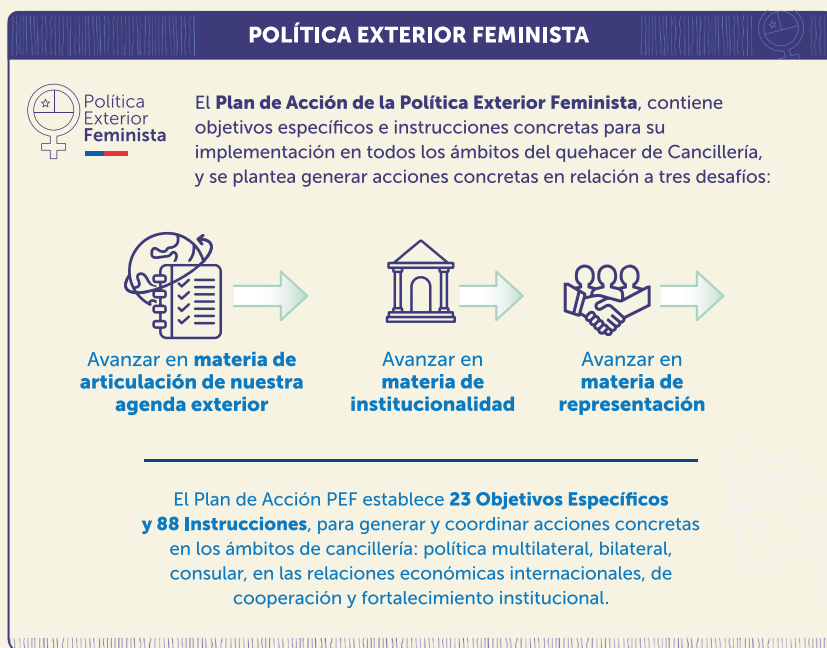 POLÍTICA EXTERIOR FEMINISTA
Política
Exterior
Feminista
El Plan de Acción de la Política Exterior Feminista, contiene
objetivos específicos e instrucciones concretas para su
implementación en todos los ámbitos del quehacer de Cancillería,
y se plantea generar acciones concretas en relación a tres desafíos:
Avanzar en materia de
articulación de nuestra
agenda exterior
Avanzar en
materia de
institucionalidad
Avanzar en
materia de
representación
El Plan de Acción PEF establece 23 Objetivos Específicos
y 88 Instrucciones, para generar y coordinar acciones concretas
en los ámbitos de cancillería: política multilateral, bilateral,
consular, en las relaciones económicas internacionales, de
cooperación y fortalecimiento institucional.